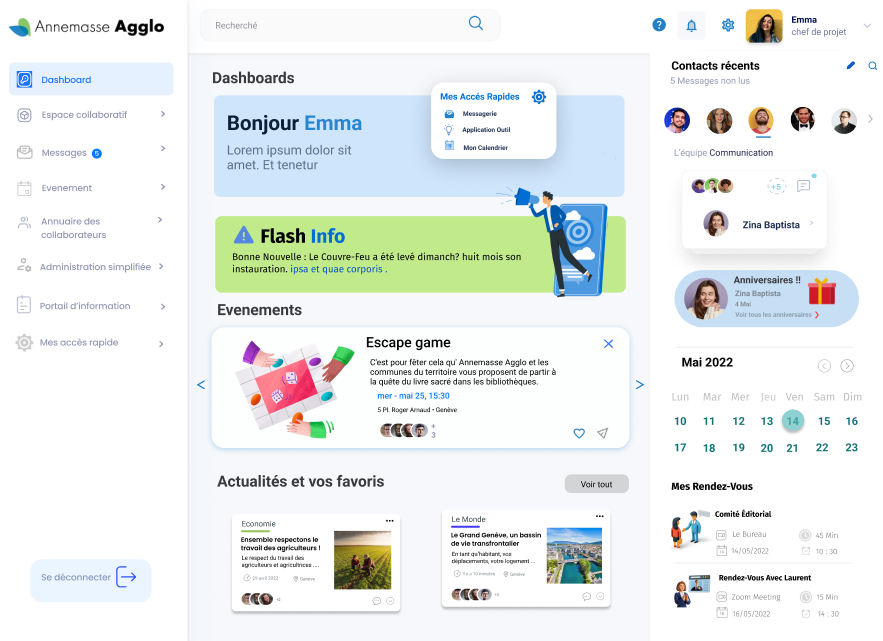 Annemasse Agglo
Recherché
?
Emma
chef de projet
Dashboard
Espace collaboratif
Messages 5
Evenement
Annuaire des
collaborateurs
Administration simplifiée
Portail d'information
Mes accès rapide
Se déconnecter
Dashboards
Bonjour Emma
Lorem ipsum dolor sit
amet. Et tenetur
Mes Accés Rapides
Messagerie
Application Outil
Mon Calendrier
Flash Info
Bonne Nouvelle : Le Couvre-Feu a été levé dimanch? huit mois son
instauration. ipsa et quae corporis .
Evenements
Escape game
C'est pour fêter cela qu' Annemasse Agglo et les
communes du territoire vous proposent de partir à
la quête du livre sacré dans les bibliothèques.
mer - mai 25, 15:30
5 Pl. Roger Arnaud • Genève
+
3
Actualités et vos favoris
Voir tout
Economie
Ensemble respectons le
travail des agriculteurs !
Le respect du travail des
agriculteurs et agricultrices ....
29 avril 2022
Genève
+3
Le Monde
Le Grand Genéve, un bassin
de vie transfrontalier
En tant qu'habitant, vos
déplacements, votre logement ...
Il y a 10 minutes
Genève
Contacts récents
5 Messages non lus
L'équipe Communication
+5
Zina Baptista
Anniversaires !!
Zina Baptista
4 Mai
Voir tous les anniversaires
Mai 2022
Lun Mar Mer Jeu Ven Sam Dim
10 11 12 13 14 15 16
17 18 19 20 21 22 23
Mes Rendez-Vous
Comité Éditorial
Le Bureau
45 Min
14/05/2022
10 : 30
Rendez-Vous Avec Laurent
Zoom Meeting
15 Min
16/05/2022
14 : 30